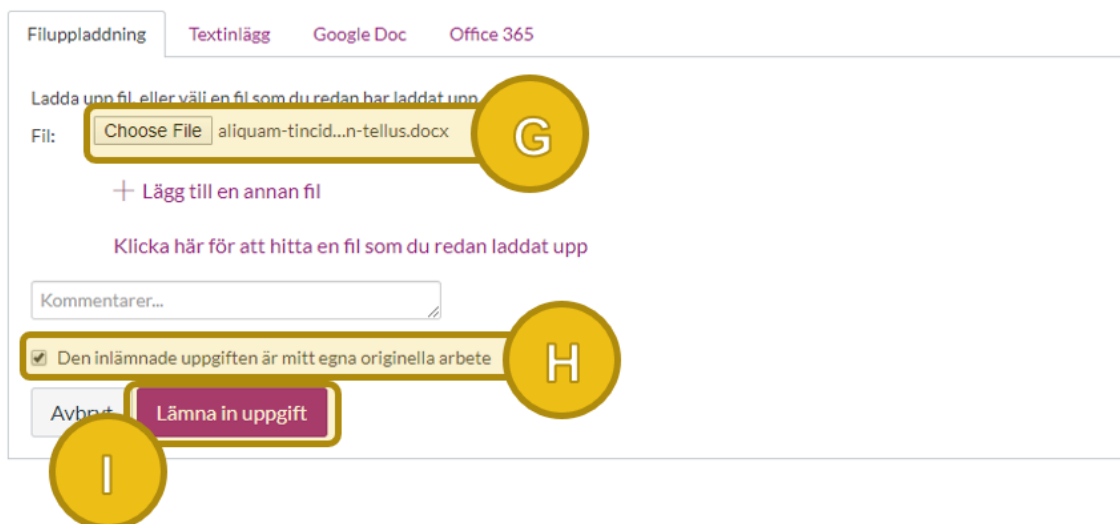 Filuppladdning Textinlägg Google Doc Office 365
Ladda upp fil, eller välj en fil som du redan har laddat upp
Fil: Choose File aliquam-tincid...n-tellus.docx G
+ Lägg till en annan fil
Klicka här för att hitta en fil som du redan laddat upp
Kommentarer...
Den inlämnade uppgiften är mitt egna originella arbete H
Avbryt Lämna in uppgift
I